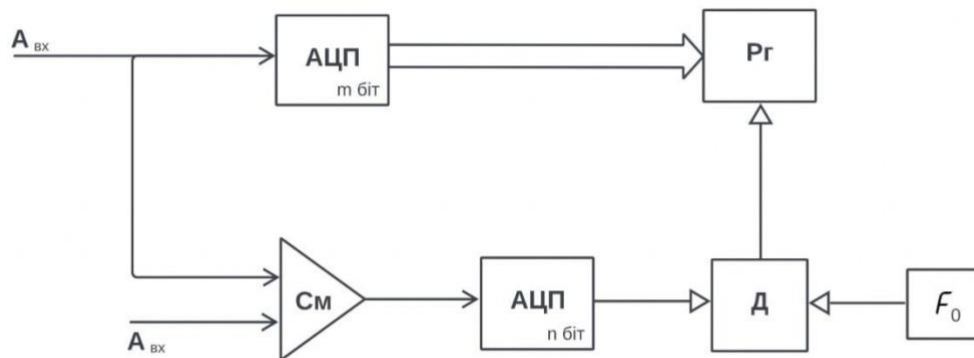 А вх
АЦП
m біт
Рг
См
А вх
АЦП
n біт
Д
F0